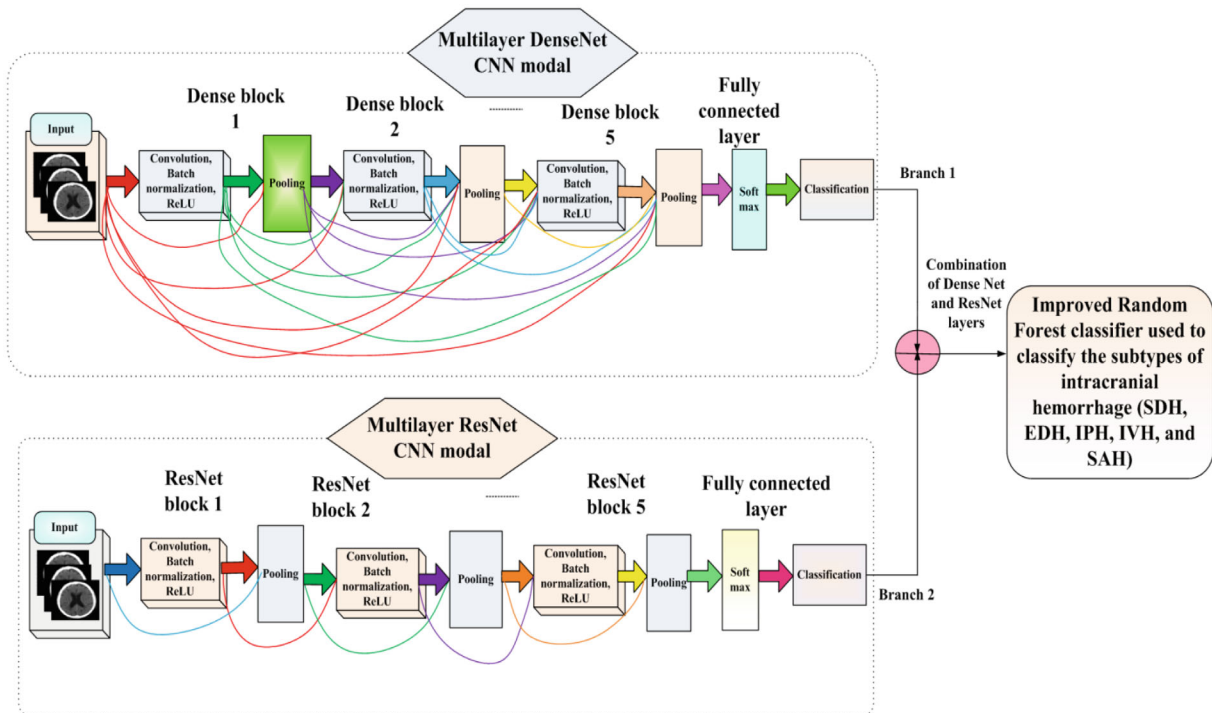 Multilayer DenseNet
CNN modal
Dense block
1
Dense block
2
Dense block
5
Fully
connected
layer
Input
Convolution,
Batch
normalization,
ReLU
Pooling
Convolution,
Batch
normalization,
ReLU
Pooling
Convolution,
Batch
normalization,
ReLU
Pooling
Soft
max
Classification
Branch 1
Combination
of Dense Net
and ResNet
layers
Improved Random
Forest classifier used to
classify the subtypes of
intracranial
hemorrhage (SDH,
EDH, IPH, IVH, and
SAH)
Multilayer ResNet
CNN modal
ResNet
block 1
ResNet
block 2
ResNet
block 5
Fully connected
layer
Input
Convolution,
Batch
normalization,
ReLU
Pooling
Convolution,
Batch
normalization,
ReLU
Pooling
Convolution,
Batch
normalization,
ReLU
Pooling
Soft
max
Classification
Branch 2